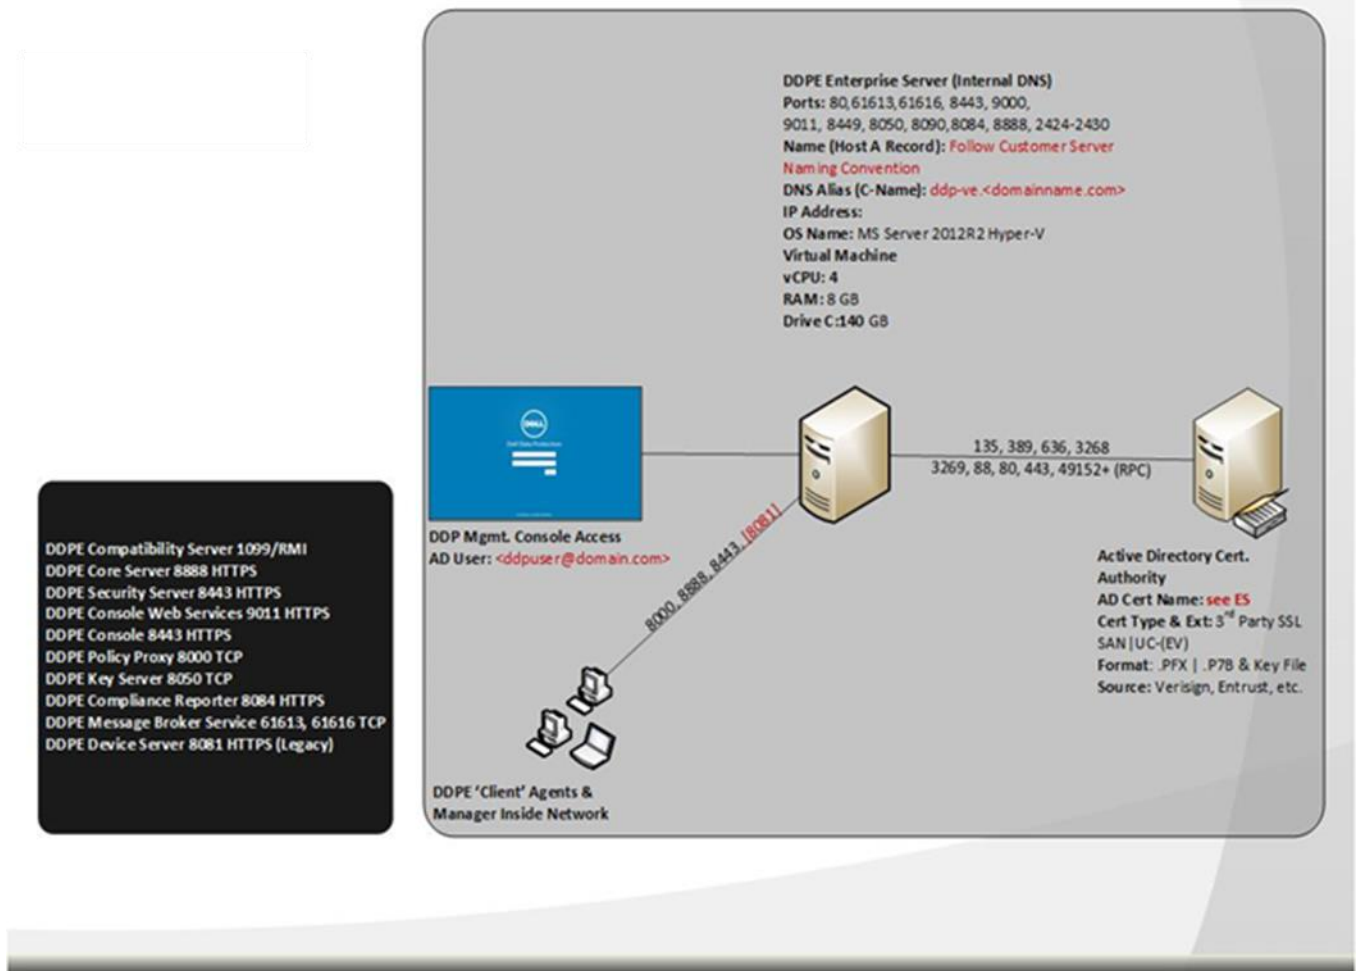 DDPE Enterprise Server (Internal DNS)
Ports: 80,61613,61616, 8443, 9000,
9011, 8449, 8050, 8090,8084, 8888, 2424-2430
Name (Host A Record): Follow Customer Server
Naming Convention
DNS Alias (C-Name): ddp-ve.<domainname.com>
IP Address:
OS Name: MS Server 2012R2 Hyper-V
Virtual Machine
vCPU: 4
RAM: 8 GB
Drive C:140 GB
DELL
Dell Data Protection
DDP Mgmt. Console Access
AD User: <ddpuser@domain.com>
135, 389, 636, 3268
3269, 88, 80, 443, 49152+ (RPC)
8000, 8888, 8443, [8081]
Active Directory Cert.
Authority
AD Cert Name: see ES
Cert Type & Ext: 3rd Party SSL
SAN|UC-(EV)
Format: .PFX | .P7B & Key File
Source: Verisign, Entrust, etc.
DDPE 'Client' Agents &
Manager Inside Network
DDPE Compatibility Server 1099/RMI
DDPE Core Server 8888 HTTPS
DDPE Security Server 8443 HTTPS
DDPE Console Web Services 9011 HTTPS
DDPE Console 8443 HTTPS
DDPE Policy Proxy 8000 TCP
DDPE Key Server 8050 TCP
DDPE Compliance Reporter 8084 HTTPS
DDPE Message Broker Service 61613, 61616 TCP
DDPE Device Server 8081 HTTPS (Legacy)